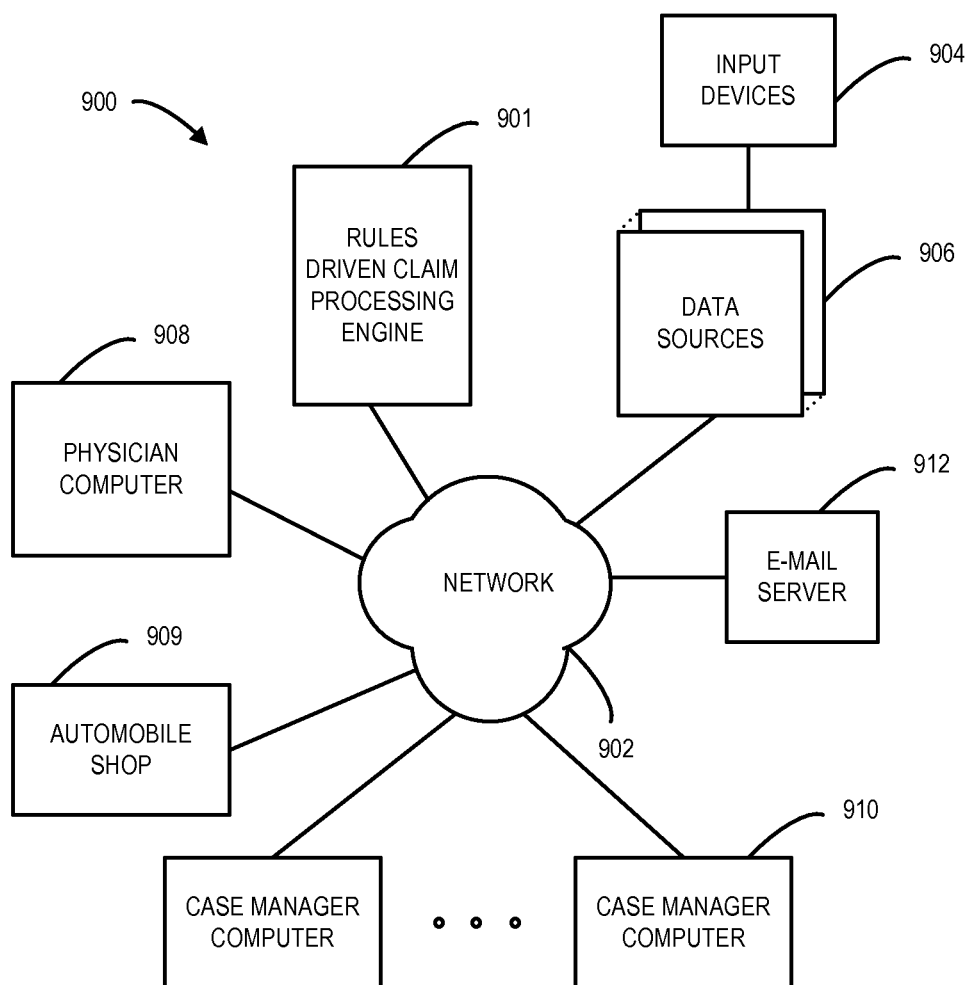 INPUT
DEVICES
904
900
901
RULES
DRIVEN CLAIM
PROCESSING
ENGINE
DATA
SOURCES
906
908
PHYSICIAN
COMPUTER
912
E-MAIL
SERVER
NETWORK
909
AUTOMOBILE
SHOP
902
910
CASE MANAGER
COMPUTER
CASE MANAGER
COMPUTER